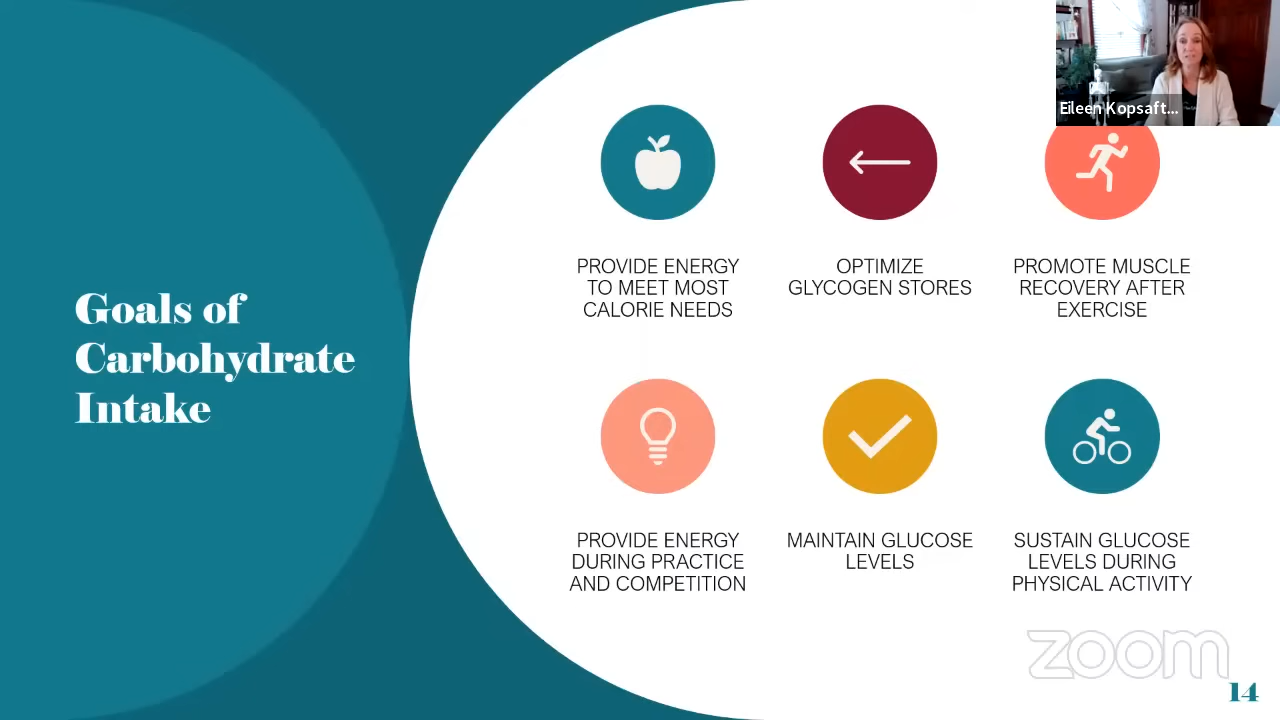 Eileen Kopsaft...
Goals of
Carbohydrate
Intake
PROVIDE ENERGY
TO MEET MOST
CALORIE NEEDS
OPTIMIZE
GLYCOGEN STORES
PROMOTE MUSCLE
RECOVERY AFTER
EXERCISE
PROVIDE ENERGY
DURING PRACTICE
AND COMPETITION
MAINTAIN GLUCOSE
LEVELS
SUSTAIN GLUCOSE
LEVELS DURING
PHYSICAL ACTIVITY
zoom
14